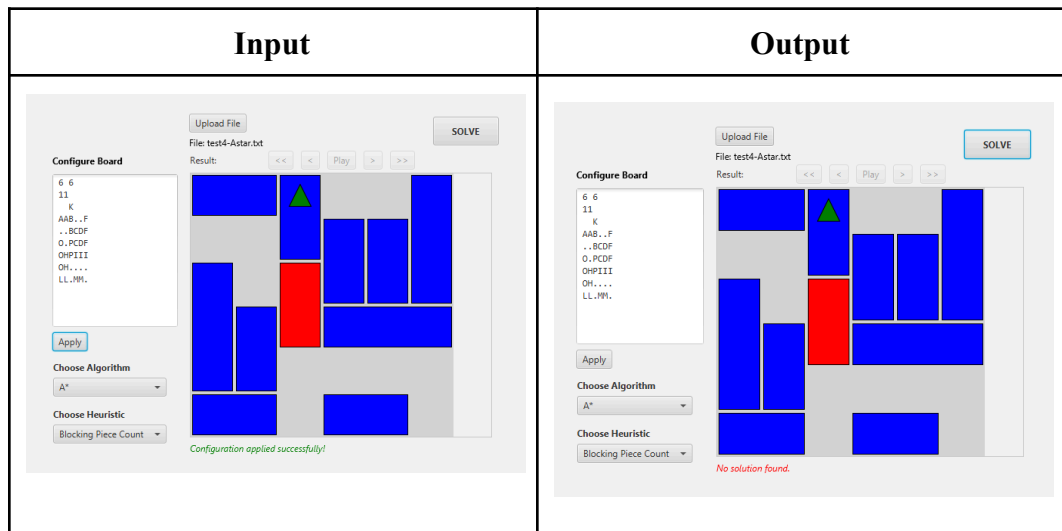 Input
Output
Upload File
SOLVE
File: test4-Astar.txt
Configure Board
Result:
<<
<
Play
>
>>
6 6
11
  K
AAB..F
..BCDF
O.PCDF
OHPIII
OH....
LL.MM.
Apply
Choose Algorithm
A*
Choose Heuristic
Blocking Piece Count
Configuration applied successfully!
Upload File
SOLVE
File: test4-Astar.txt
Configure Board
Result:
<<
<
Play
>
>>
6 6
11
  K
AAB..F
..BCDF
O.PCDF
OHPIII
OH....
LL.MM.
Apply
Choose Algorithm
A*
Choose Heuristic
Blocking Piece Count
No solution found.